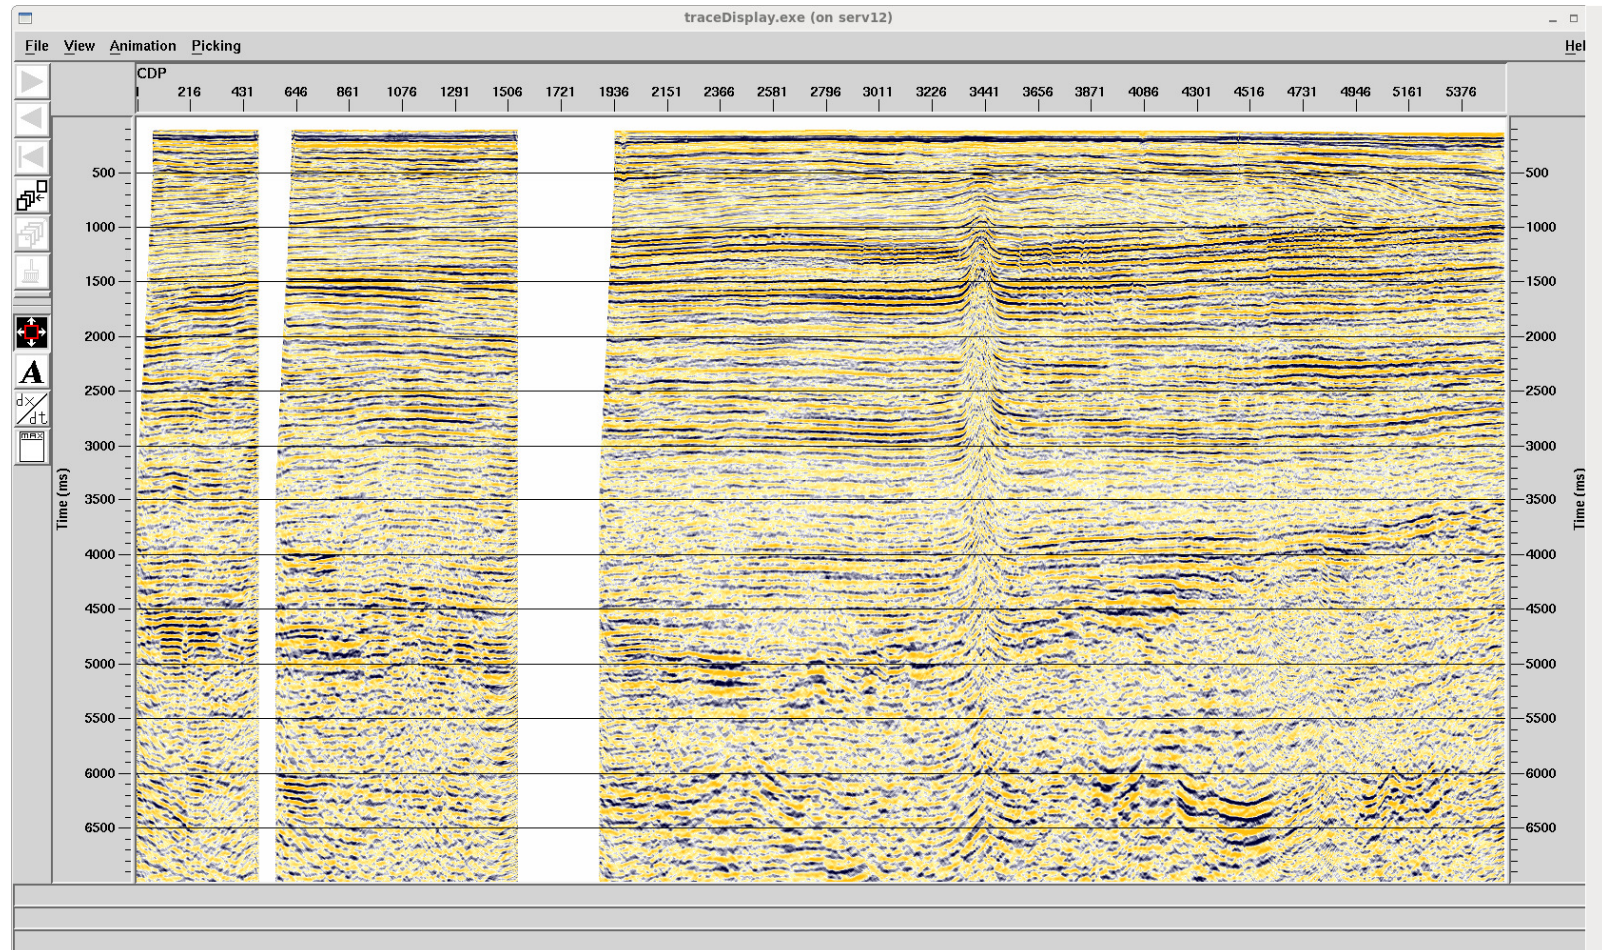 traceDisplay.exe (on serv12)
File View Animation Picking Hel
CDP
1 216 431 646 861 1076 1291 1506 1721 1936 2151 2366 2581 2796 3011 3226 3441 3656 3871 4086 4301 4516 4731 4946 5161 5376
500 500
1000 1000
1500 1500
2000 2000
A
2500 2500
dx/dt
max
3000 3000
Time (ms) Time (ms)
3500 3500
4000 4000
4500 4500
5000 5000
5500 5500
6000 6000
6500 6500